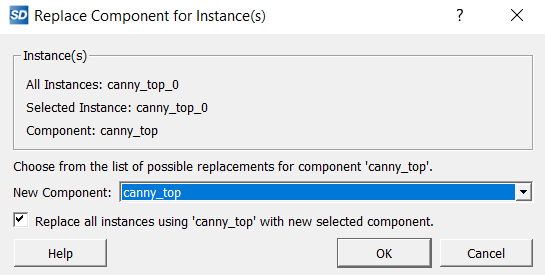 SD Replace Component for Instance(s) ? ×
Instance(s)
All Instances: canny_top_0
Selected Instance: canny_top_0
Component: canny_top
Choose from the list of possible replacements for component 'canny_top'.
New Component: canny_top
Replace all instances using 'canny_top' with new selected component.
Help OK Cancel